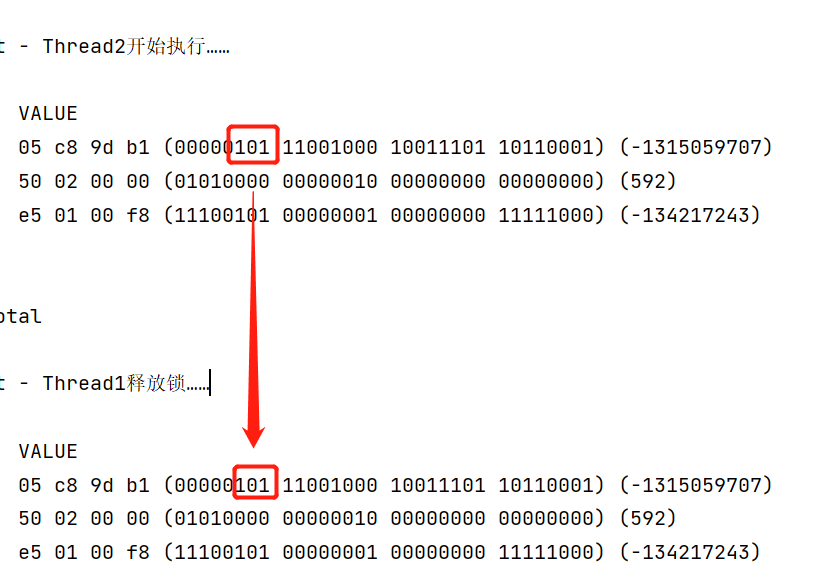 t - Thread2开始执行……
VALUE
05 c8 9d b1 (00000101 11001000 10011101 10110001) (-1315059707)
50 02 00 00 (01010000 00000010 00000000 00000000) (592)
e5 01 00 f8 (11100101 00000001 00000000 11111000) (-134217243)
otal
t - Thread1释放锁……
VALUE
05 c8 9d b1 (00000101 11001000 10011101 10110001) (-1315059707)
50 02 00 00 (01010000 00000010 00000000 00000000) (592)
e5 01 00 f8 (11100101 00000001 00000000 11111000) (-134217243)